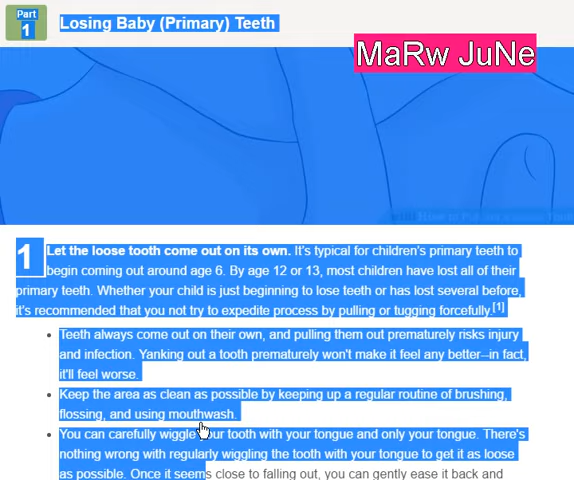 Part
1
Losing Baby (Primary) Teeth
MaRw JuNe
1 Let the loose tooth come out on its own. It's typical for children's primary teeth to
begin coming out around age 6. By age 12 or 13, most children have lost all of their
primary teeth. Whether your child is just beginning to lose teeth or has lost several before,
it's recommended that you not try to expedite process by pulling or tugging forcefully.[1]
• Teeth always come out on their own, and pulling them out prematurely risks injury
and infection. Yanking out a tooth prematurely won't make it feel any better--in fact,
it'll feel worse.
• Keep the area as clean as possible by keeping up a regular routine of brushing,
flossing, and using mouthwash.
• You can carefully wiggle your tooth with your tongue and only your tongue. There's
nothing wrong with regularly wiggling the tooth with your tongue to get it as loose
as possible. Once it seems close to falling out, you can gently ease it back and